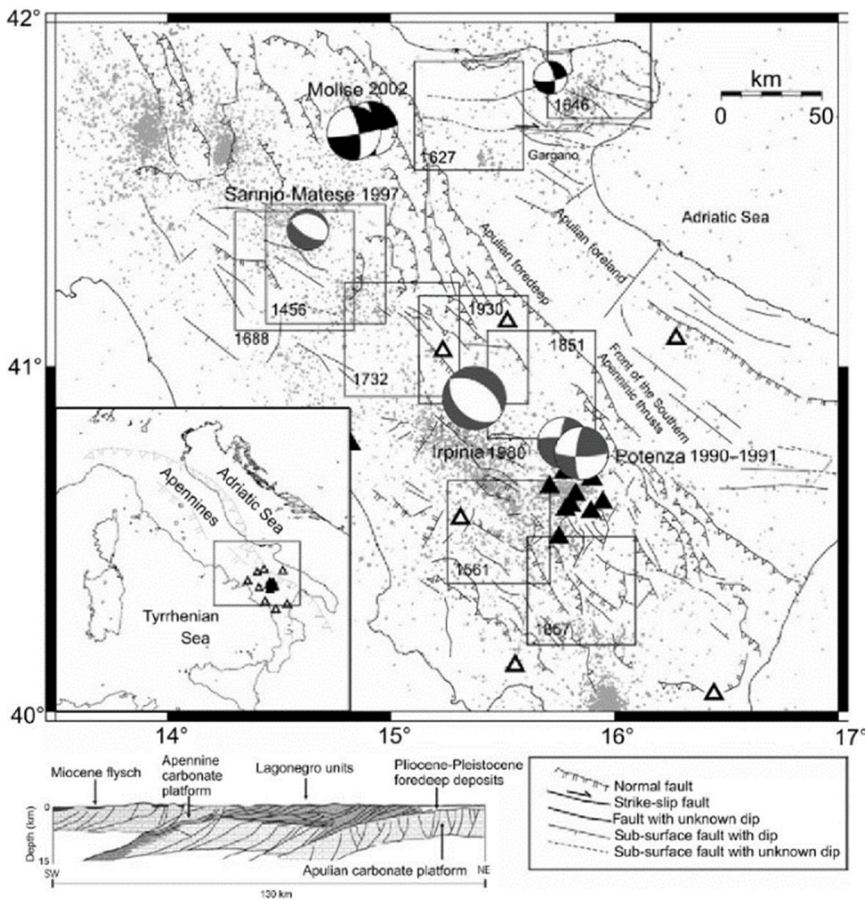 42°
Molise 2002
1646
km
0 50
1627
Gargano
Sannio-Matese 1997
Adriatic Sea
Apulian foredeep
Apulian foreland
1456
1930
1688
1851
41°
1732
Front of the Southern
Apenninic thrusts
Irpinia 1980
Potenza 1990–1991
Adriatic Sea
Apennines
1561
Tyrrhenian
Sea
857
40°
14° 15° 16° 17°
Miocene flysch
Apennine
carbonate
platform
Lagonegro units
Pliocene-Pleistocene
foredeep deposits
Depth (km)
0
15
SW NE
Apulian carbonate platform
130 km
Normal fault
Strike-slip fault
Fault with unknown dip
Sub-surface fault with dip
Sub-surface fault with unknown dip